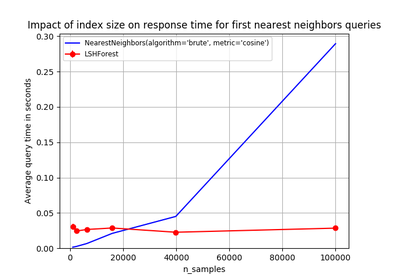 Impact of index size on response time for first nearest neighbors queries
NearestNeighbors(algorithm='brute', metric='cosine')
LSHForest
Average query time in seconds
0.30
0.25
0.20
0.15
0.10
0.05
0.00
0 20000 40000 60000 80000 100000
n_samples